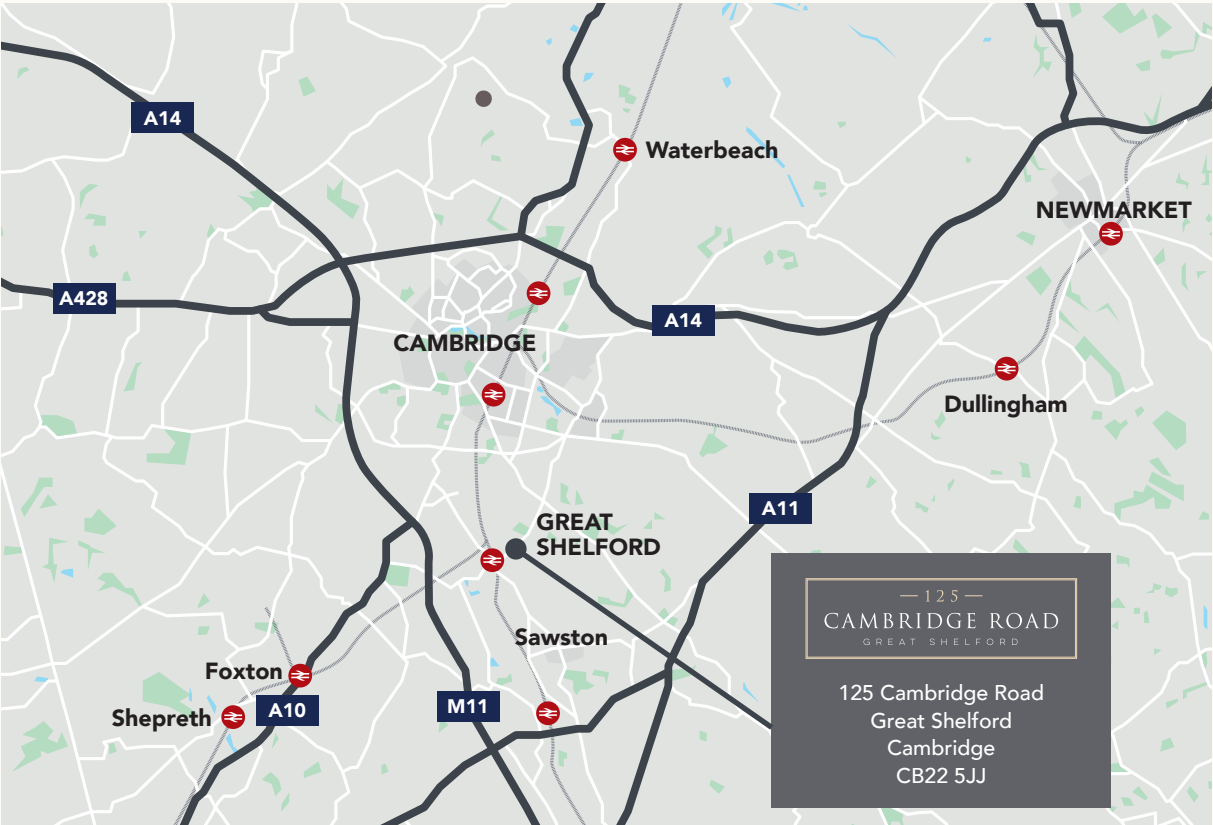 A14
Waterbeach
NEWMARKET
A428
A14
CAMBRIDGE
Dullingham
A11
GREAT
SHELFORD
Sawston
Foxton
Shepreth
A10
M11
—125—
CAMBRIDGE ROAD
GREAT SHELFORD
125 Cambridge Road
Great Shelford
Cambridge
CB22 5JJ